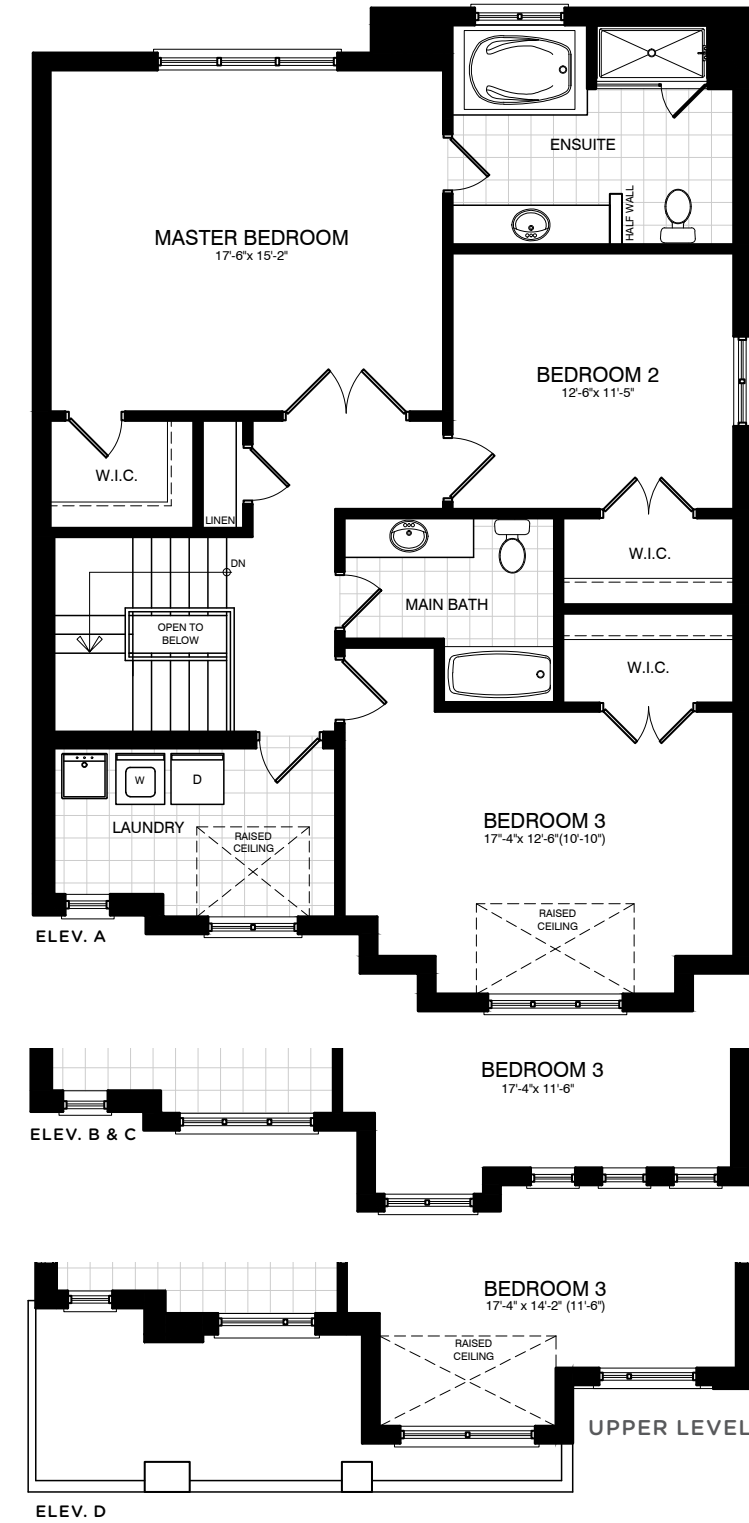 ENSUITE
HALF WALL
MASTER BEDROOM
17'-6"x 15'-2"
BEDROOM 2
12'-6"x 11'-5"
W.I.C.
LINEN
W.I.C.
DN
MAIN BATH
OPEN TO
BELOW
W.I.C.
W
D
LAUNDRY
RAISED
CEILING
BEDROOM 3
17"-4"x 12'-6"(10'-10")
RAISED
CEILING
ELEV. A
BEDROOM 3
17'-4"x 11'-6"
ELEV. B & C
BEDROOM 3
17'-4" x 14'-2" (11'-6")
RAISED
CEILING
UPPER LEVEL
ELEV. D